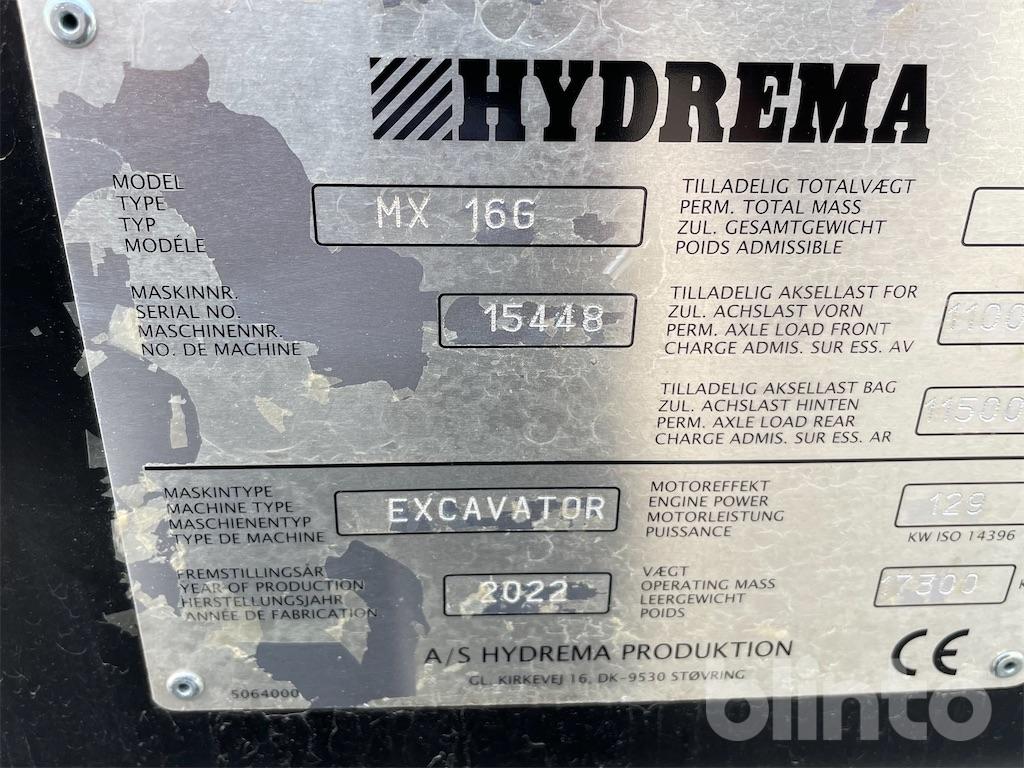 HYDREMA
MODEL
TYPE
TYP
MODÉLE
MX 16G
TILLADELIG TOTALVÆGT
PERM. TOTAL MASS
ZUL. GESAMTGEWICHT
POIDS ADMISSIBLE
MASKINNR.
SERIAL NO.
MASCHINENNR.
NO. DE MACHINE
15448
TILLADELIG AKSELLAST FOR
ZUL. ACHSLAST VORN
PERM. AXLE LOAD FRONT
CHARGE ADMIS. SUR ESS. AV
1100
TILLADELIG AKSELLAST BAG
ZUL. ACHSLAST HINTEN
PERM. AXLE LOAD REAR
CHARGE ADMIS. SUR ESS. AR
11500
MASKINTYPE
MACHINE TYPE
MASCHIENENTYP
TYPE DE MACHINE
EXCAVATOR
MOTOREFFEKT
ENGINE POWER
MOTORLEISTUNG
PUISSANCE
129
KW ISO 14396
FREMSTILLINGSÅR
YEAR OF PRODUCTION
HERSTELLUNGSJAHR
ANNÉE DE FABRICATION
2022
VÆGT
OPERATING MASS
LEERGEWICHT
POIDS
17300
A/S HYDREMA PRODUKTION
GL. KIRKEVEJ 16, DK-9530 STØVRING
5064000
CE
blinto